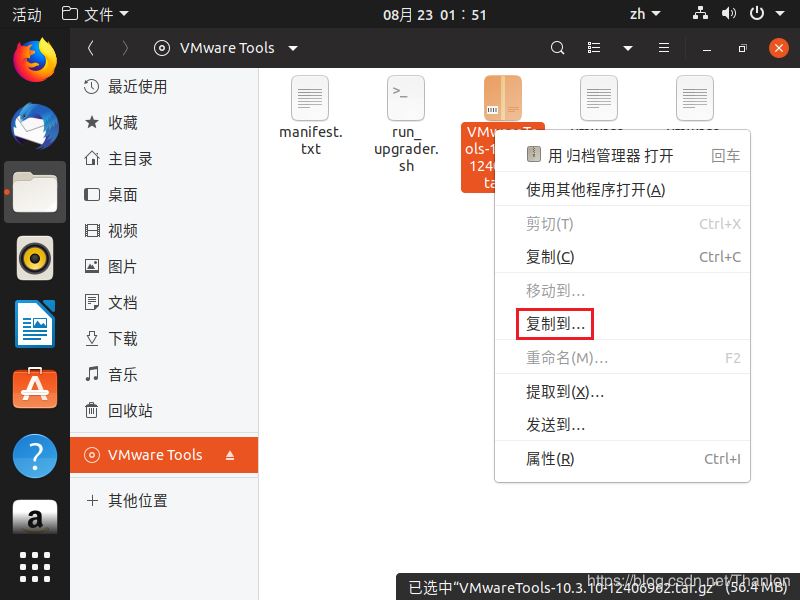 活动 文件 08月 23 01：51 zh
VMware Tools
最近使用
收藏
主目录
桌面
视频
图片
文档
下载
音乐
回收站
VMware Tools
其他位置
manifest.
txt
run_
upgrader.
sh
VMwareTo
ols-1
1240
ta
用 归档管理器 打开 回车
使用其他程序打开(A)
剪切(T) Ctrl+X
复制(C) Ctrl+C
移动到…
复制到…
重命名(M)… F2
提取到(X)…
发送到…
属性(R) Ctrl+I
已选中“VMwareTools-10.3.10-12406962.tar.gz” (56.4 MB)
https://blog.csdn.net/Thanlon